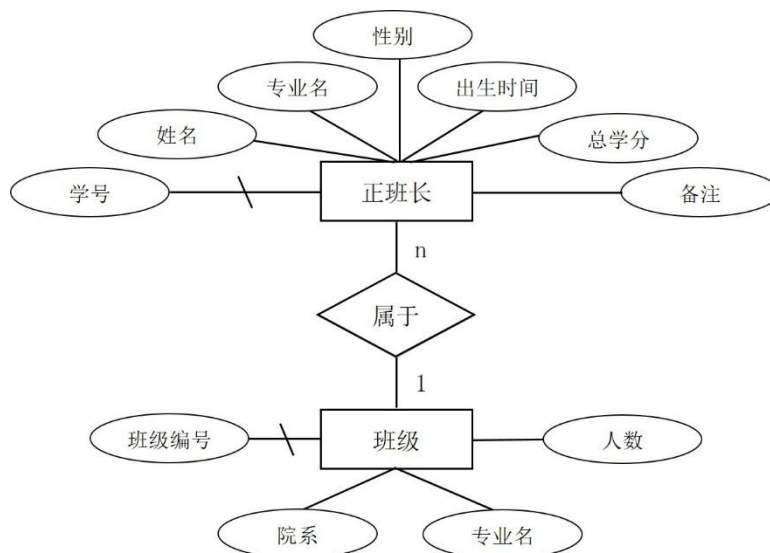 性别
专业名
出生时间
姓名
总学分
学号
正班长
备注
n
属于
1
班级编号
班级
人数
院系
专业名